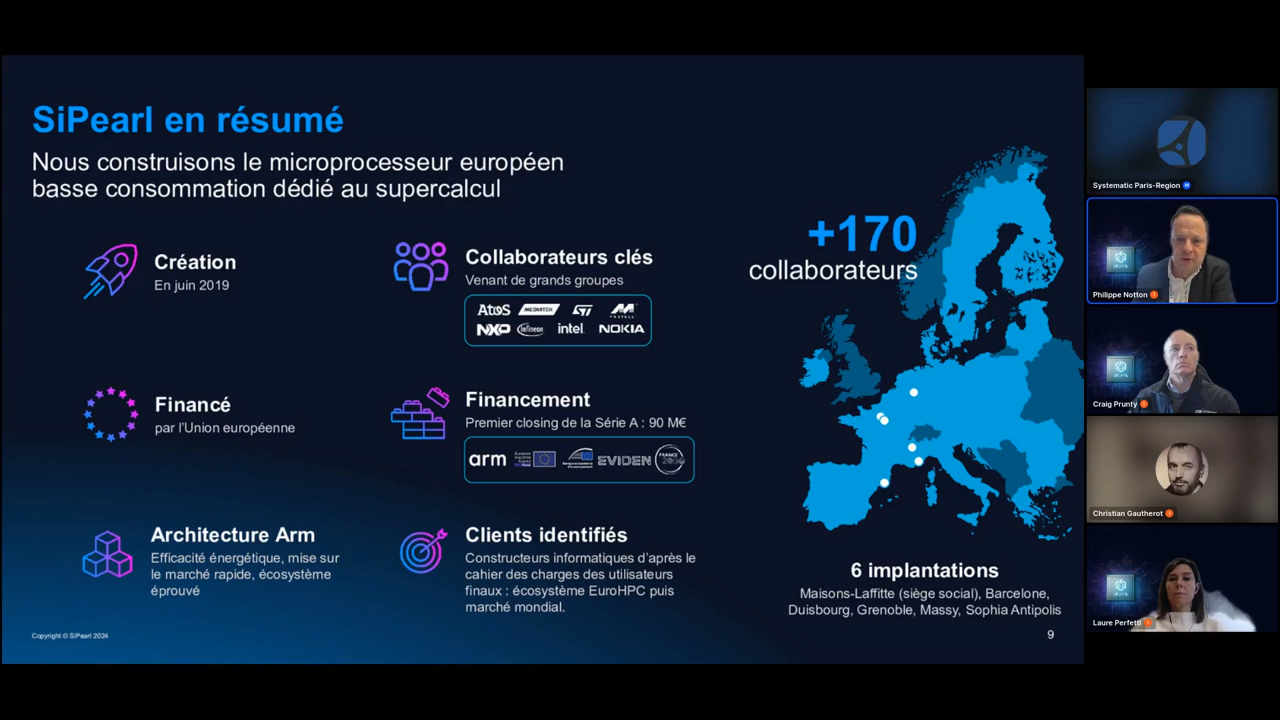 SiPearl en résumé
Nous construisons le microprocesseur européen
basse consommation dédié au supercalcul
Création
En juin 2019
Collaborateurs clés
Venant de grands groupes
Atos MEDIATEK ST MARVELL
NXP infineon intel. NOKIA
Financé
par l'Union européenne
Financement
Premier closing de la Série A : 90 M€
arm EVIDEN FRANCE 2030
Architecture Arm
Efficacité énergétique, mise sur
le marché rapide, écosystème
éprouvé
Clients identifiés
Constructeurs informatiques d'après le
cahier des charges des utilisateurs
finaux : écosystème EuroHPC puis
marché mondial.
+170
collaborateurs
6 implantations
Maisons-Laffitte (siège social), Barcelone,
Duisbourg, Grenoble, Massy, Sophia Antipolis
Copyright © SiPearl 2024
9
Systematic Paris-Region
Philippe Notton
Craig Prunty
Christian Gautherot
Laure Perfetti